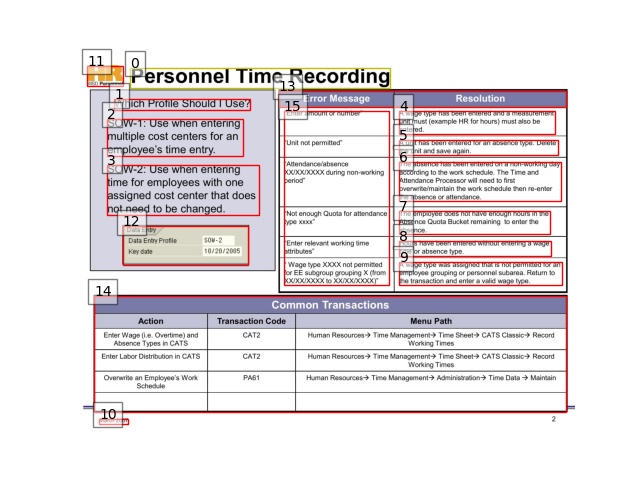 Personnel Time Recording
Which Profile Should I Use?
SOW-1: Use when entering
multiple cost centers for an
employee's time entry.
SOW-2: Use when entering
time for employees with one
assigned cost center that does
not need to be changed.
Data Entry
Data Entry Profile SOW-2
Key date 10/20/2005
Error Message Resolution
"Enter amount or number"
A wage type has been entered and a measurement
unit must (example HR for hours) must also be
entered.
"Unit not permitted"
A unit has been entered for an absence type. Delete
the unit and save again.
"Attendance/absence
XX/XX/XXXX during non-working
period"
The absence has been entered on a non-working day
according to the work schedule. The Time and
Attendance Processor will need to first
overwrite/maintain the work schedule then re-enter
the absence or attendance.
"Not enough Quota for attendance
type xxxx"
The employee does not have enough hours in the
Absence Quota Bucket remaining to enter the
absence.
"Enter relevant working time
attributes"
Hours have been entered without entering a wage
or absence type.
" Wage type XXXX not permitted
for EE subgroup grouping X (from
XX/XX/XXXX to XX/XX/XXXX)"
A wage type was assigned that is not permitted for an
employee grouping or personnel subarea. Return to
the transaction and enter a valid wage type.
Common Transactions
Action Transaction Code Menu Path
Enter Wage (i.e. Overtime) and
Absence Types in CATS
CAT2
Human Resources→ Time Management→ Time Sheet→ CATS Classic→ Record
Working Times
Enter Labor Distribution in CATS
CAT2
Human Resources→ Time Management→ Time Sheet→ CATS Classic→ Record
Working Times
Overwrite an Employee's Work
Schedule
PA61
Human Resources→ Time Management→ Administration→ Time Data → Maintain
2
0
1
2
3
4
5
6
7
8
9
10
11
12
13
14
15